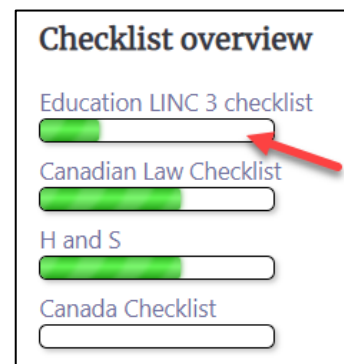 Checklist overview
Education LINC 3 checklist
Canadian Law Checklist
H and S
Canada Checklist